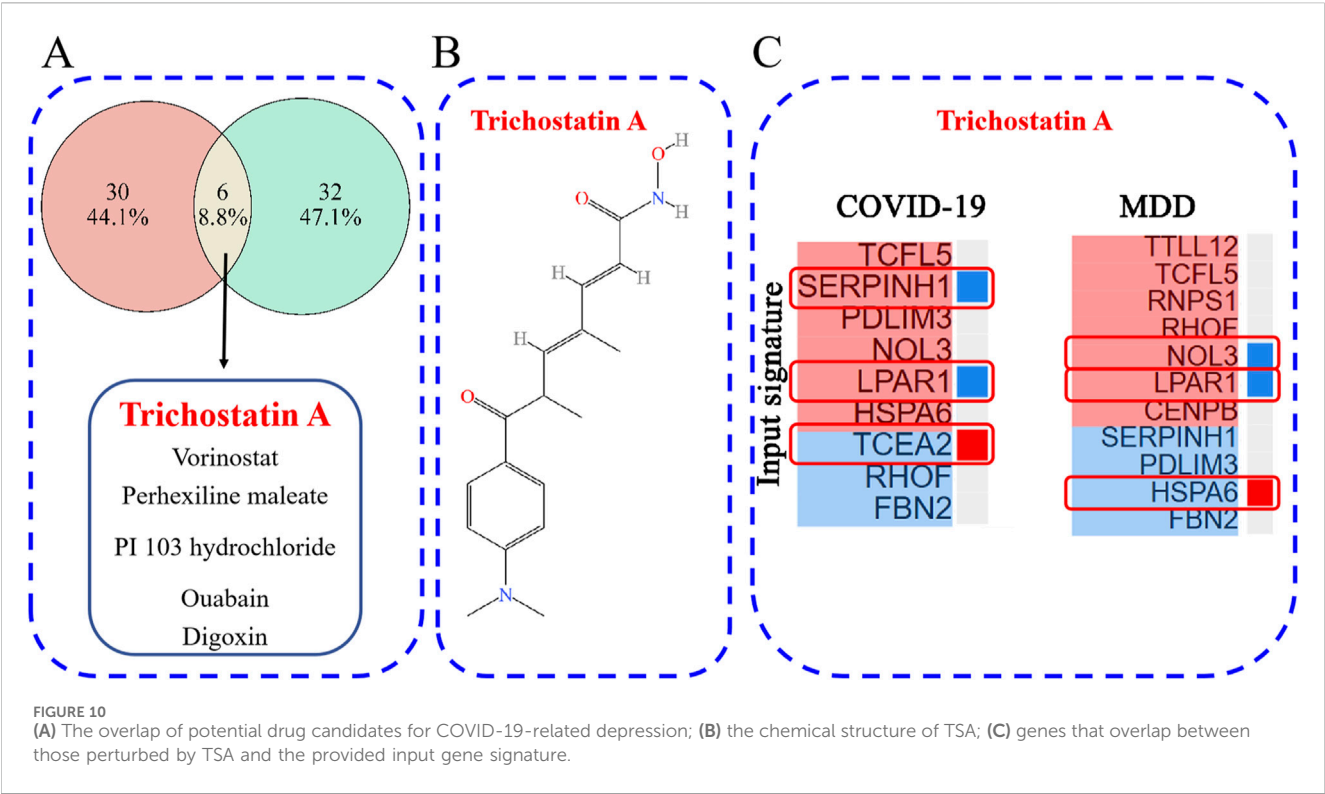 A
30
44.1%
6
8.8%
32
47.1%
Trichostatin A
Vorinostat
Perhexiline maleate
PI 103 hydrochloride
Ouabain
Digoxin
B
Trichostatin A
H
O
O
N
H
H
H
H
O
N
C
Trichostatin A
COVID-19
Input signature
TCFL5
SERPINH1
PDLIM3
NOL3
LPAR1
HSPA6
TCEA2
RHOF
FBN2
MDD
TTLL12
TCFL5
RNPS1
RHOF
NOL3
LPAR1
CENPB
SERPINH1
PDLIM3
HSPA6
FBN2
FIGURE 10
(A) The overlap of potential drug candidates for COVID-19-related depression; (B) the chemical structure of TSA; (C) genes that overlap between
those perturbed by TSA and the provided input gene signature.